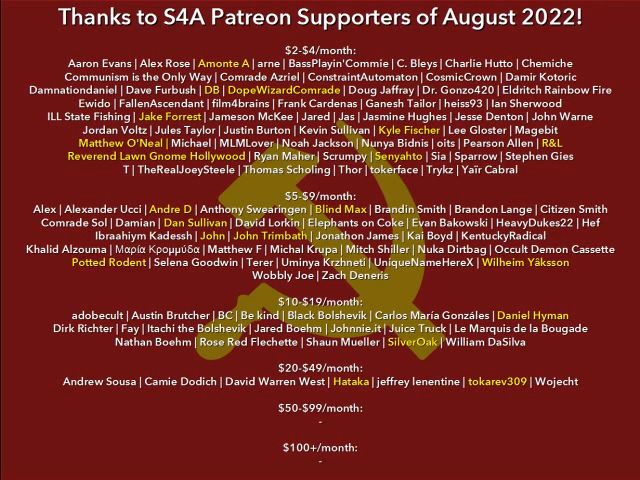 Thanks to S4A Patreon Supporters of August 2022!
$2-$4/month:
Aaron Evans | Alex Rose | Amonte A | arne | BassPlayin'Commie | C. Bleys | Charlie Hutto | Chemiche
Communism is the Only Way | Comrade Azriel | ConstraintAutomaton | CosmicCrown | Damir Kotoric
Damnationdaniel | Dave Furbush | DB | DopeWizardComrade | Doug Jaffray | Dr. Gonzo420 | Eldritch Rainbow Fire
Ewido | FallenAscendant | film4brains | Frank Cardenas | Ganesh Tailor | heiss93 | Ian Sherwood
ILL State Fishing | Jake Forrest | Jameson McKee | Jared | Jas | Jasmine Hughes | Jesse Denton | John Warne
Jordan Voltz | Jules Taylor | Justin Burton | Kevin Sullivan | Kyle Fischer | Lee Gloster | Magebit
Matthew O'Neal | Michael | MLMLover | Noah Jackson | Nunya Bidnis | oits | Pearson Allen | R&L
Reverend Lawn Gnome Hollywood | Ryan Maher | Scrumpy | Senyahto | Sia | Sparrow | Stephen Gies
T | TheRealJoeySteele | Thomas Scholing | Thor | tokerface | Trykz | Yaïr Cabral
$5-$9/month:
Alex | Alexander Ucci | Andre D | Anthony Swearingen | Blind Max | Brandin Smith | Brandon Lange | Citizen Smith
Comrade Sol | Damian | Dan Sullivan | David Lorkin | Elephants on Coke | Evan Bakowski | HeavyDukes22 | Hef
Ibraahiym Kadessh | John | John Trimbath | Jonathon James | Kai Boyd | KentuckyRadical
Khalid Alzouma | Μαρία Κρομμύδα | Matthew F | Michal Krupa | Mitch Shiller | Nuka Dirtbag | Occult Demon Cassette
Potted Rodent | Selena Goodwin | Terer | Uminya Krzhneti | UniqueNameHereX | Wilheim Yäksson
Wobbly Joe | Zach Deneris
$10-$19/month:
adobecult | Austin Brutcher | BC | Be kind | Black Bolshevik | Carlos María Gonzáles | Daniel Hyman
Dirk Richter | Fay | Itachi the Bolshevik | Jared Boehm | Johnnie.it | Juice Truck | Le Marquis de la Bougade
Nathan Boehm | Rose Red Flechette | Shaun Mueller | SilverOak | William DaSilva
$20-$49/month:
Andrew Sousa | Camie Dodich | David Warren West | Hataka | jeffrey lenentine | tokarev309 | Wojecht
$50-$99/month:
-
$100+/month:
-